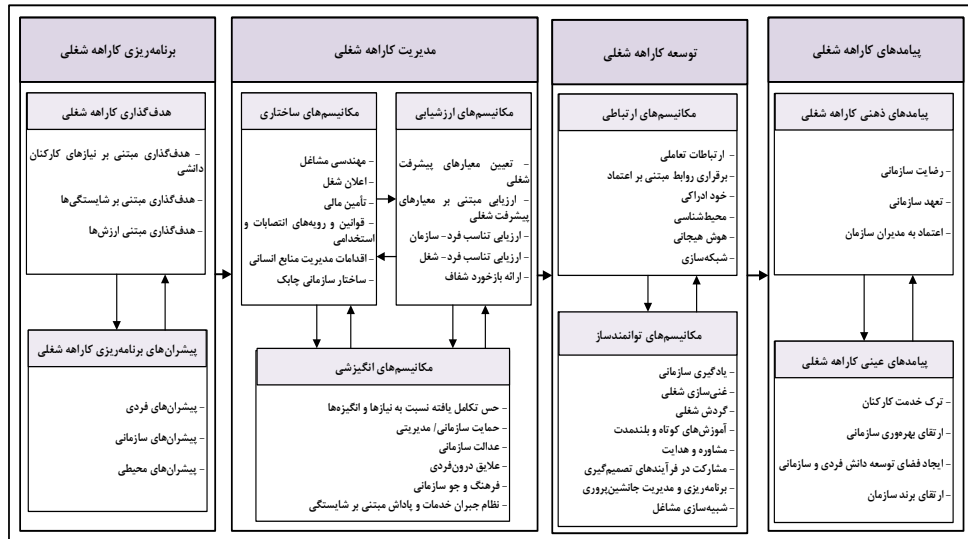 برنامه‌ریزی کاراهه شغلی
هدف‌گذاری کاراهه شغلی
- هدف‌گذاری مبتنی بر نیازهای کارکنان
دانشی
- هدف‌گذاری مبتنی بر شایستگی‌ها
- هدف‌گذاری مبتنی ارزش‌ها
پیشران‌های برنامه‌ریزی کاراهه شغلی
- پیشران‌های فردی
- پیشران‌های سازمانی
- پیشران‌های محیطی
مدیریت کاراهه شغلی
مکانیسم‌های ساختاری
- مهندسی مشاغل
- اعلان شغل
- تأمین مالی
- قوانین و رویه‌های انتصابات و
استخدامی
- اقدامات مدیریت منابع انسانی
- ساختار سازمانی چابک
مکانیسم‌های ارزشیابی
- تعیین معیارهای پیشرفت
شغلی
- ارزیابی مبتنی بر معیارهای
پیشرفت شغلی
- ارزیابی تناسب فرد- سازمان
- ارزیابی تناسب فرد- شغل
- ارائه بازخورد شفاف
مکانیسم‌های انگیزشی
- حس تکامل یافته نسبت به نیازها و انگیزه‌ها
- حمایت سازمانی/ مدیریتی
- عدالت سازمانی
- علایق درون‌فردی
- فرهنگ و جو سازمانی
- نظام جبران خدمات و پاداش مبتنی بر شایستگی
توسعه کاراهه شغلی
مکانیسم‌های ارتباطی
- ارتباطات تعاملی
- برقراری روابط مبتنی بر اعتماد
- خود ادراکی
- محیط‌شناسی
- هوش هیجانی
- شبکه‌سازی
مکانیسم‌های توانمندساز
- یادگیری سازمانی
- غنی‌سازی شغلی
- گردش شغلی
- آموزش‌های کوتاه و بلندمدت
- مشاوره و هدایت
- مشارکت در فرآیندهای تصمیم‌گیری
- برنامه‌ریزی و مدیریت جانشین‌پروری
- شبیه‌سازی مشاغل
پیامدهای کاراهه شغلی
پیامدهای ذهنی کاراهه شغلی
- رضایت سازمانی
- تعهد سازمانی
- اعتماد به مدیران سازمان
پیامدهای عینی کاراهه شغلی
- ترک خدمت کارکنان
- ارتقای بهره‌وری سازمانی
- ایجاد فضای توسعه دانش فردی و سازمانی
- ارتقای برند سازمان